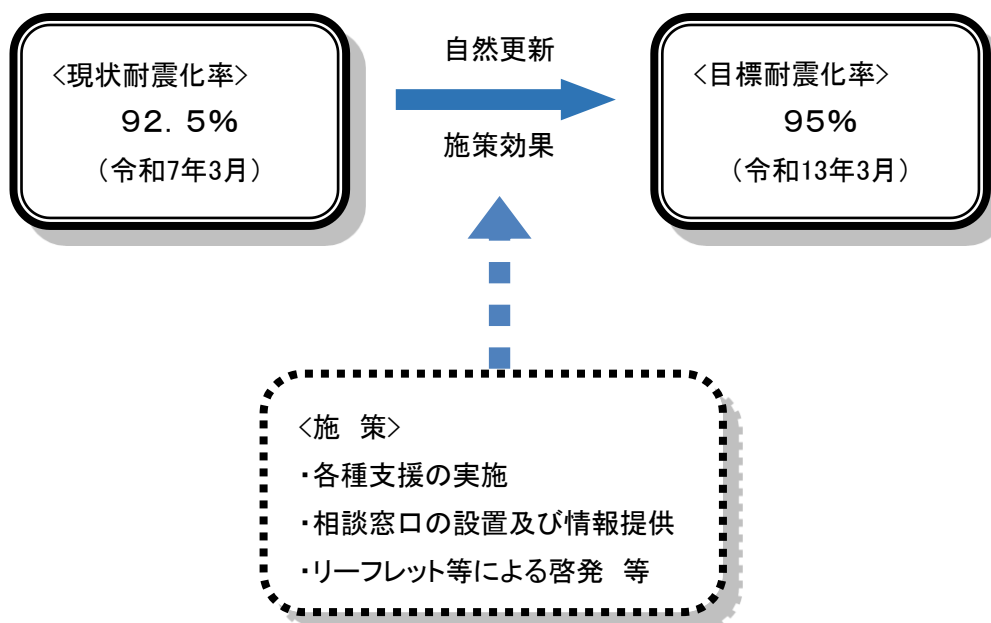 <現状耐震化率>
92.5%
(令和7年3月)
自然更新
施策効果
<目標耐震化率>
95%
(令和13年3月)
<施　策>
・各種支援の実施
・相談窓口の設置及び情報提供
・リーフレット等による啓発　等